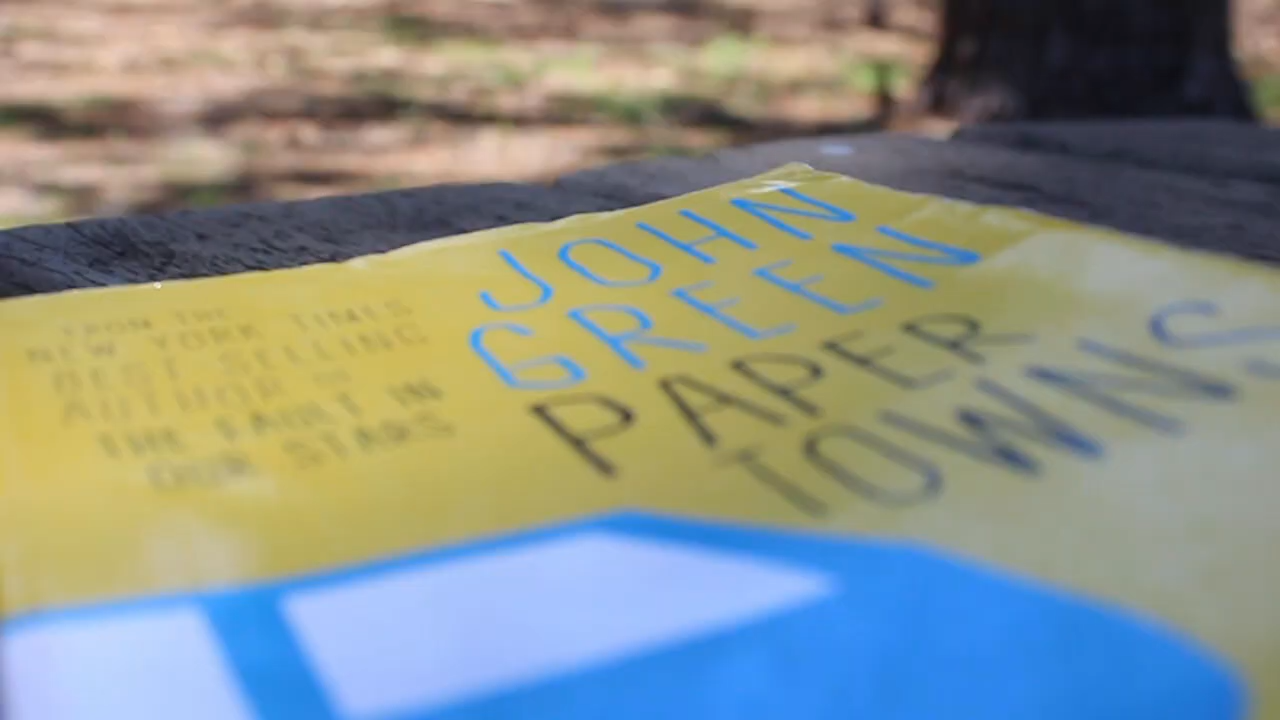 JOHN
GREEN
PAPER
TOWNS
FROM THE
NEW YORK TIMES
BEST SELLING
AUTHOR OF
THE FAULT IN
OUR STARS